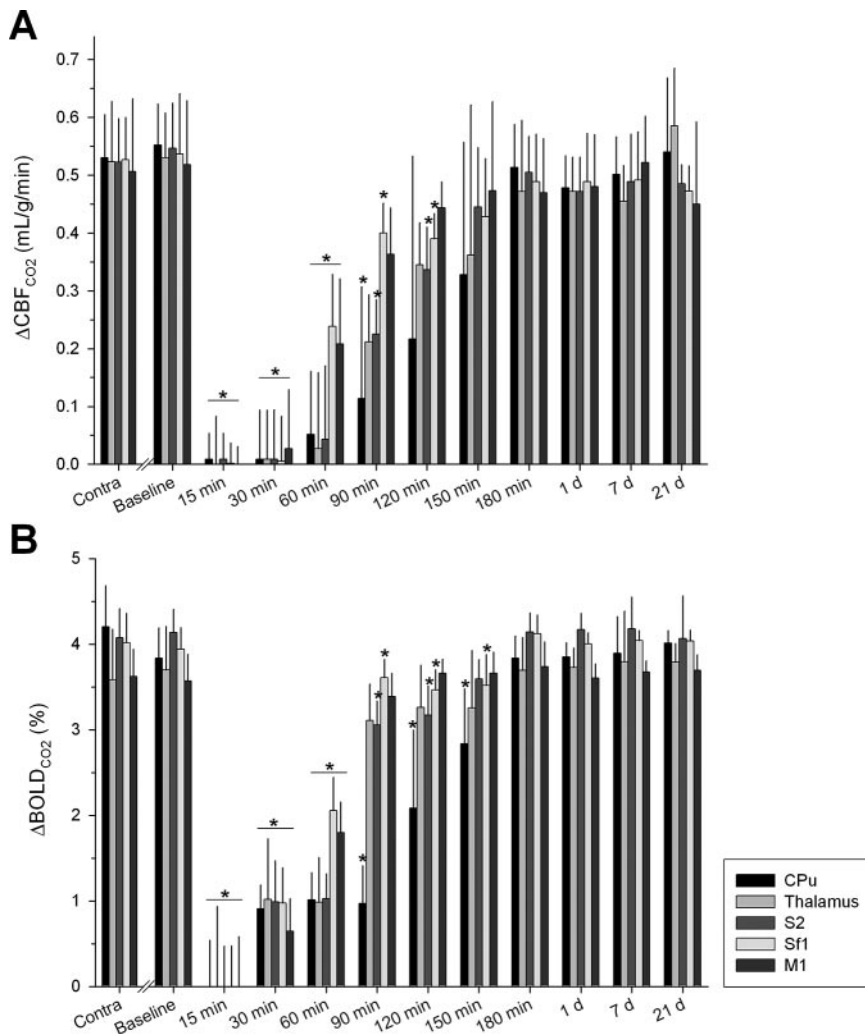 A
ΔCBF_CO2 (mL/g/min)
0.7
0.6
0.5
0.4
0.3
0.2
0.1
0.0
*
*
*
* * *
* *
Contra Baseline 15 min 30 min 60 min 90 min 120 min 150 min 180 min 1 d 7 d 21 d
B
ΔBOLD_CO2 (%)
5
4
3
2
1
0
*
*
*
* * *
* * *
* *
Contra Baseline 15 min 30 min 60 min 90 min 120 min 150 min 180 min 1 d 7 d 21 d
CPu
Thalamus
S2
Sf1
M1